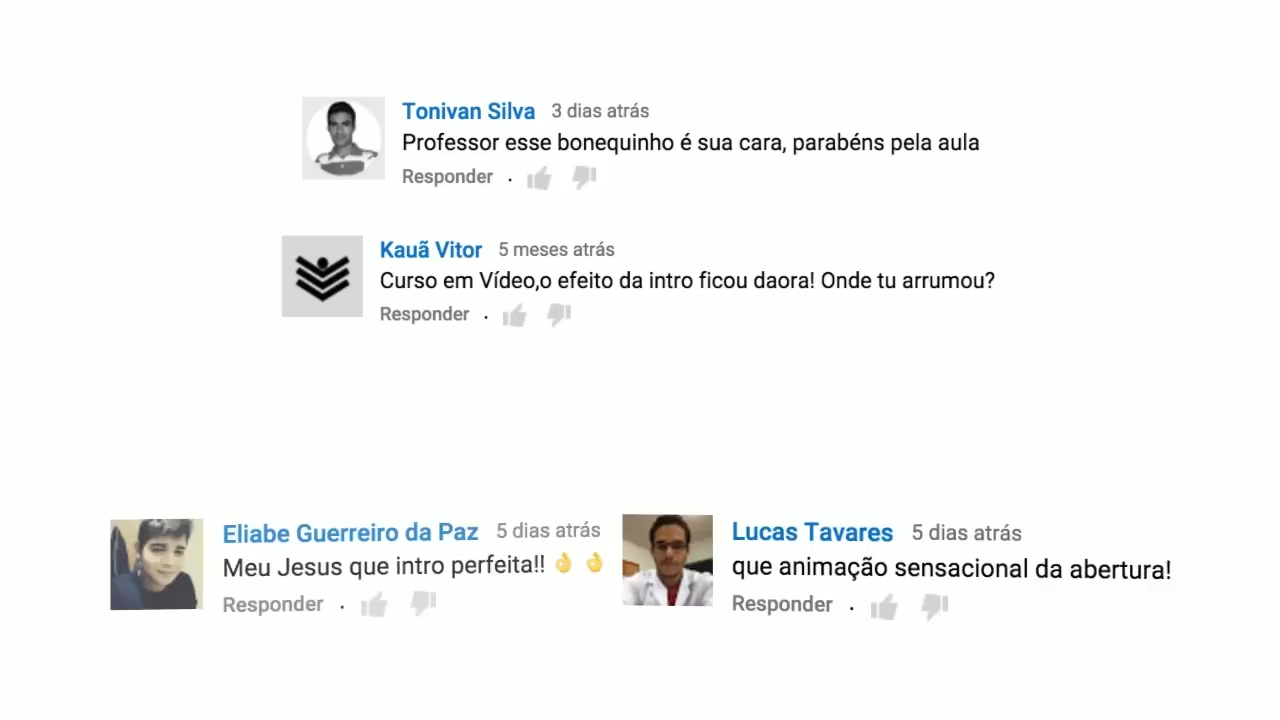 Tonivan Silva 3 dias atrás
Professor esse bonequinho é sua cara, parabéns pela aula
Responder .
Kauã Vitor 5 meses atrás
Curso em Vídeo,o efeito da intro ficou daora! Onde tu arrumou?
Responder .
Eliabe Guerreiro da Paz 5 dias atrás
Meu Jesus que intro perfeita!! 👌 👌
Responder .
Lucas Tavares 5 dias atrás
que animação sensacional da abertura!
Responder .